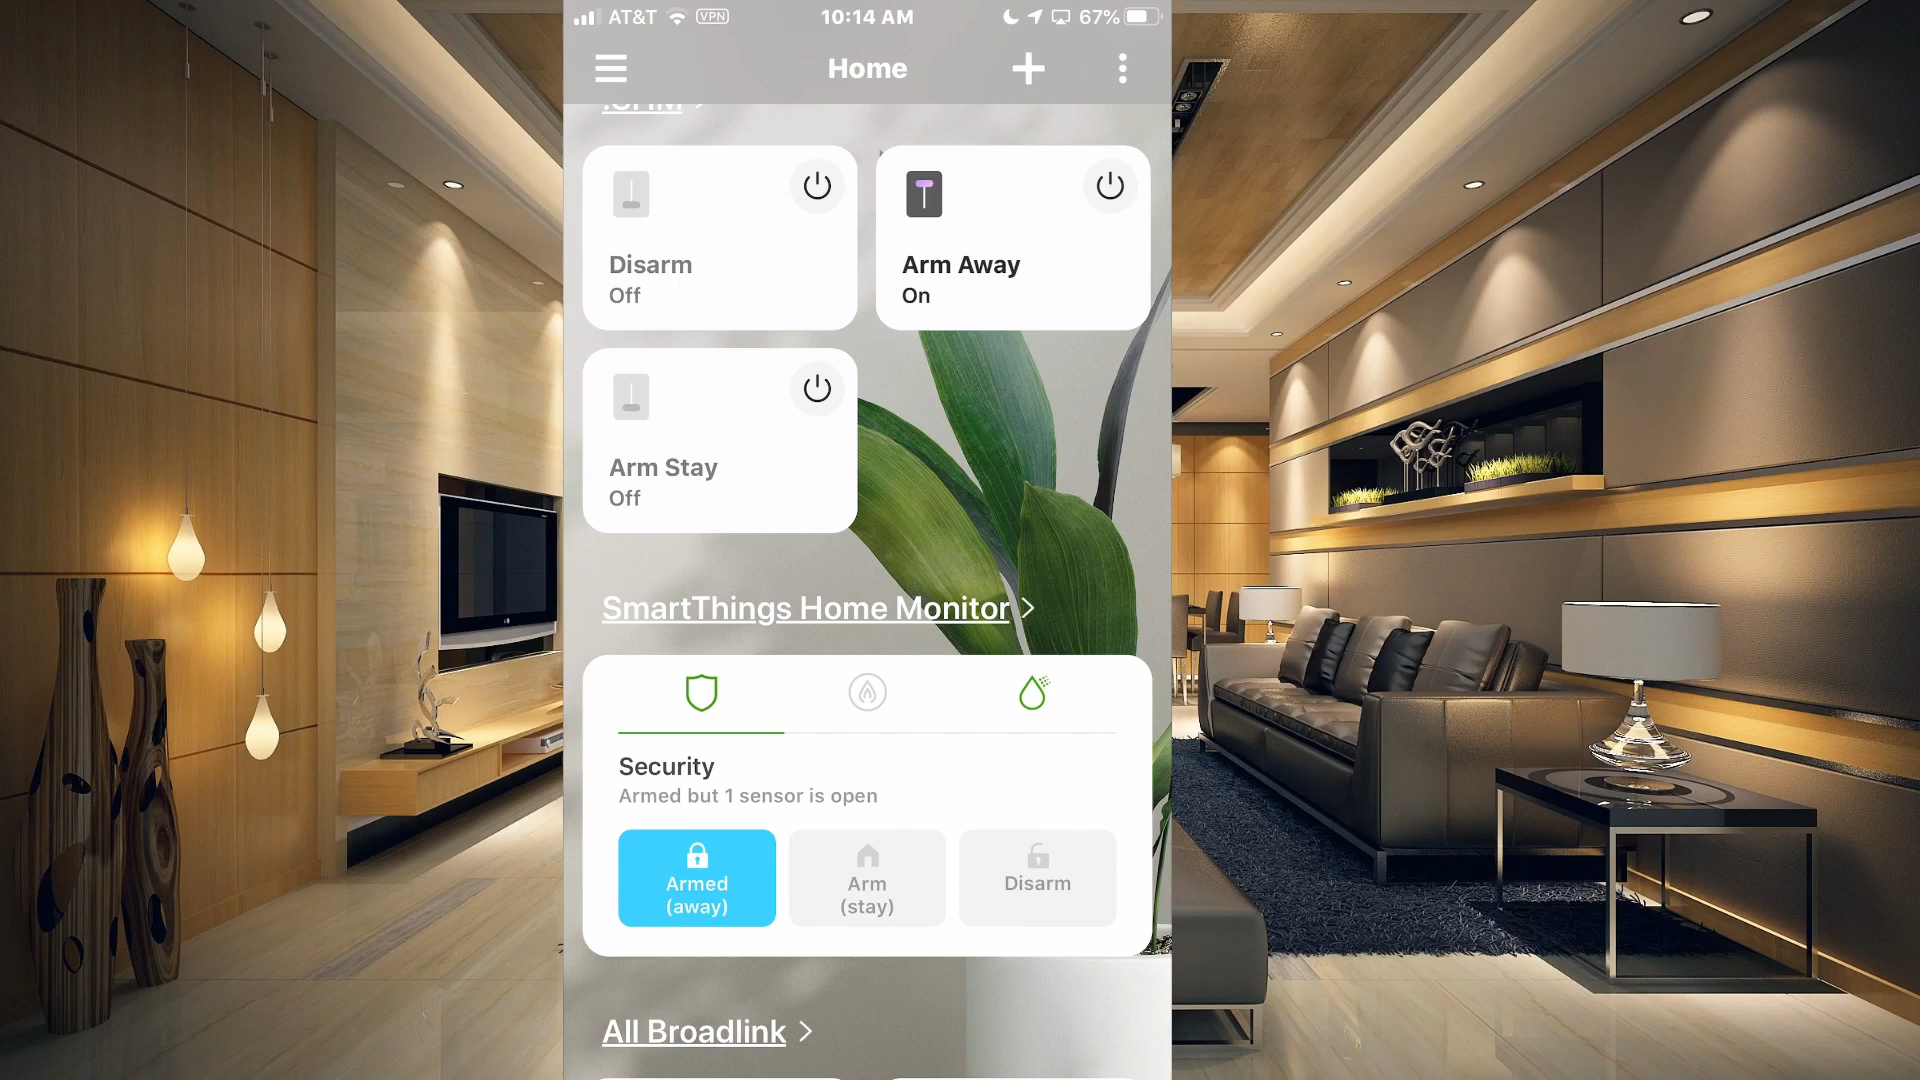 AT&T VPN 10:14 AM 67%
Home
Disarm
Off
Arm Away
On
Arm Stay
Off
SmartThings Home Monitor
Security
Armed but 1 sensor is open
Armed
(away)
Arm
(stay)
Disarm
All Broadlink